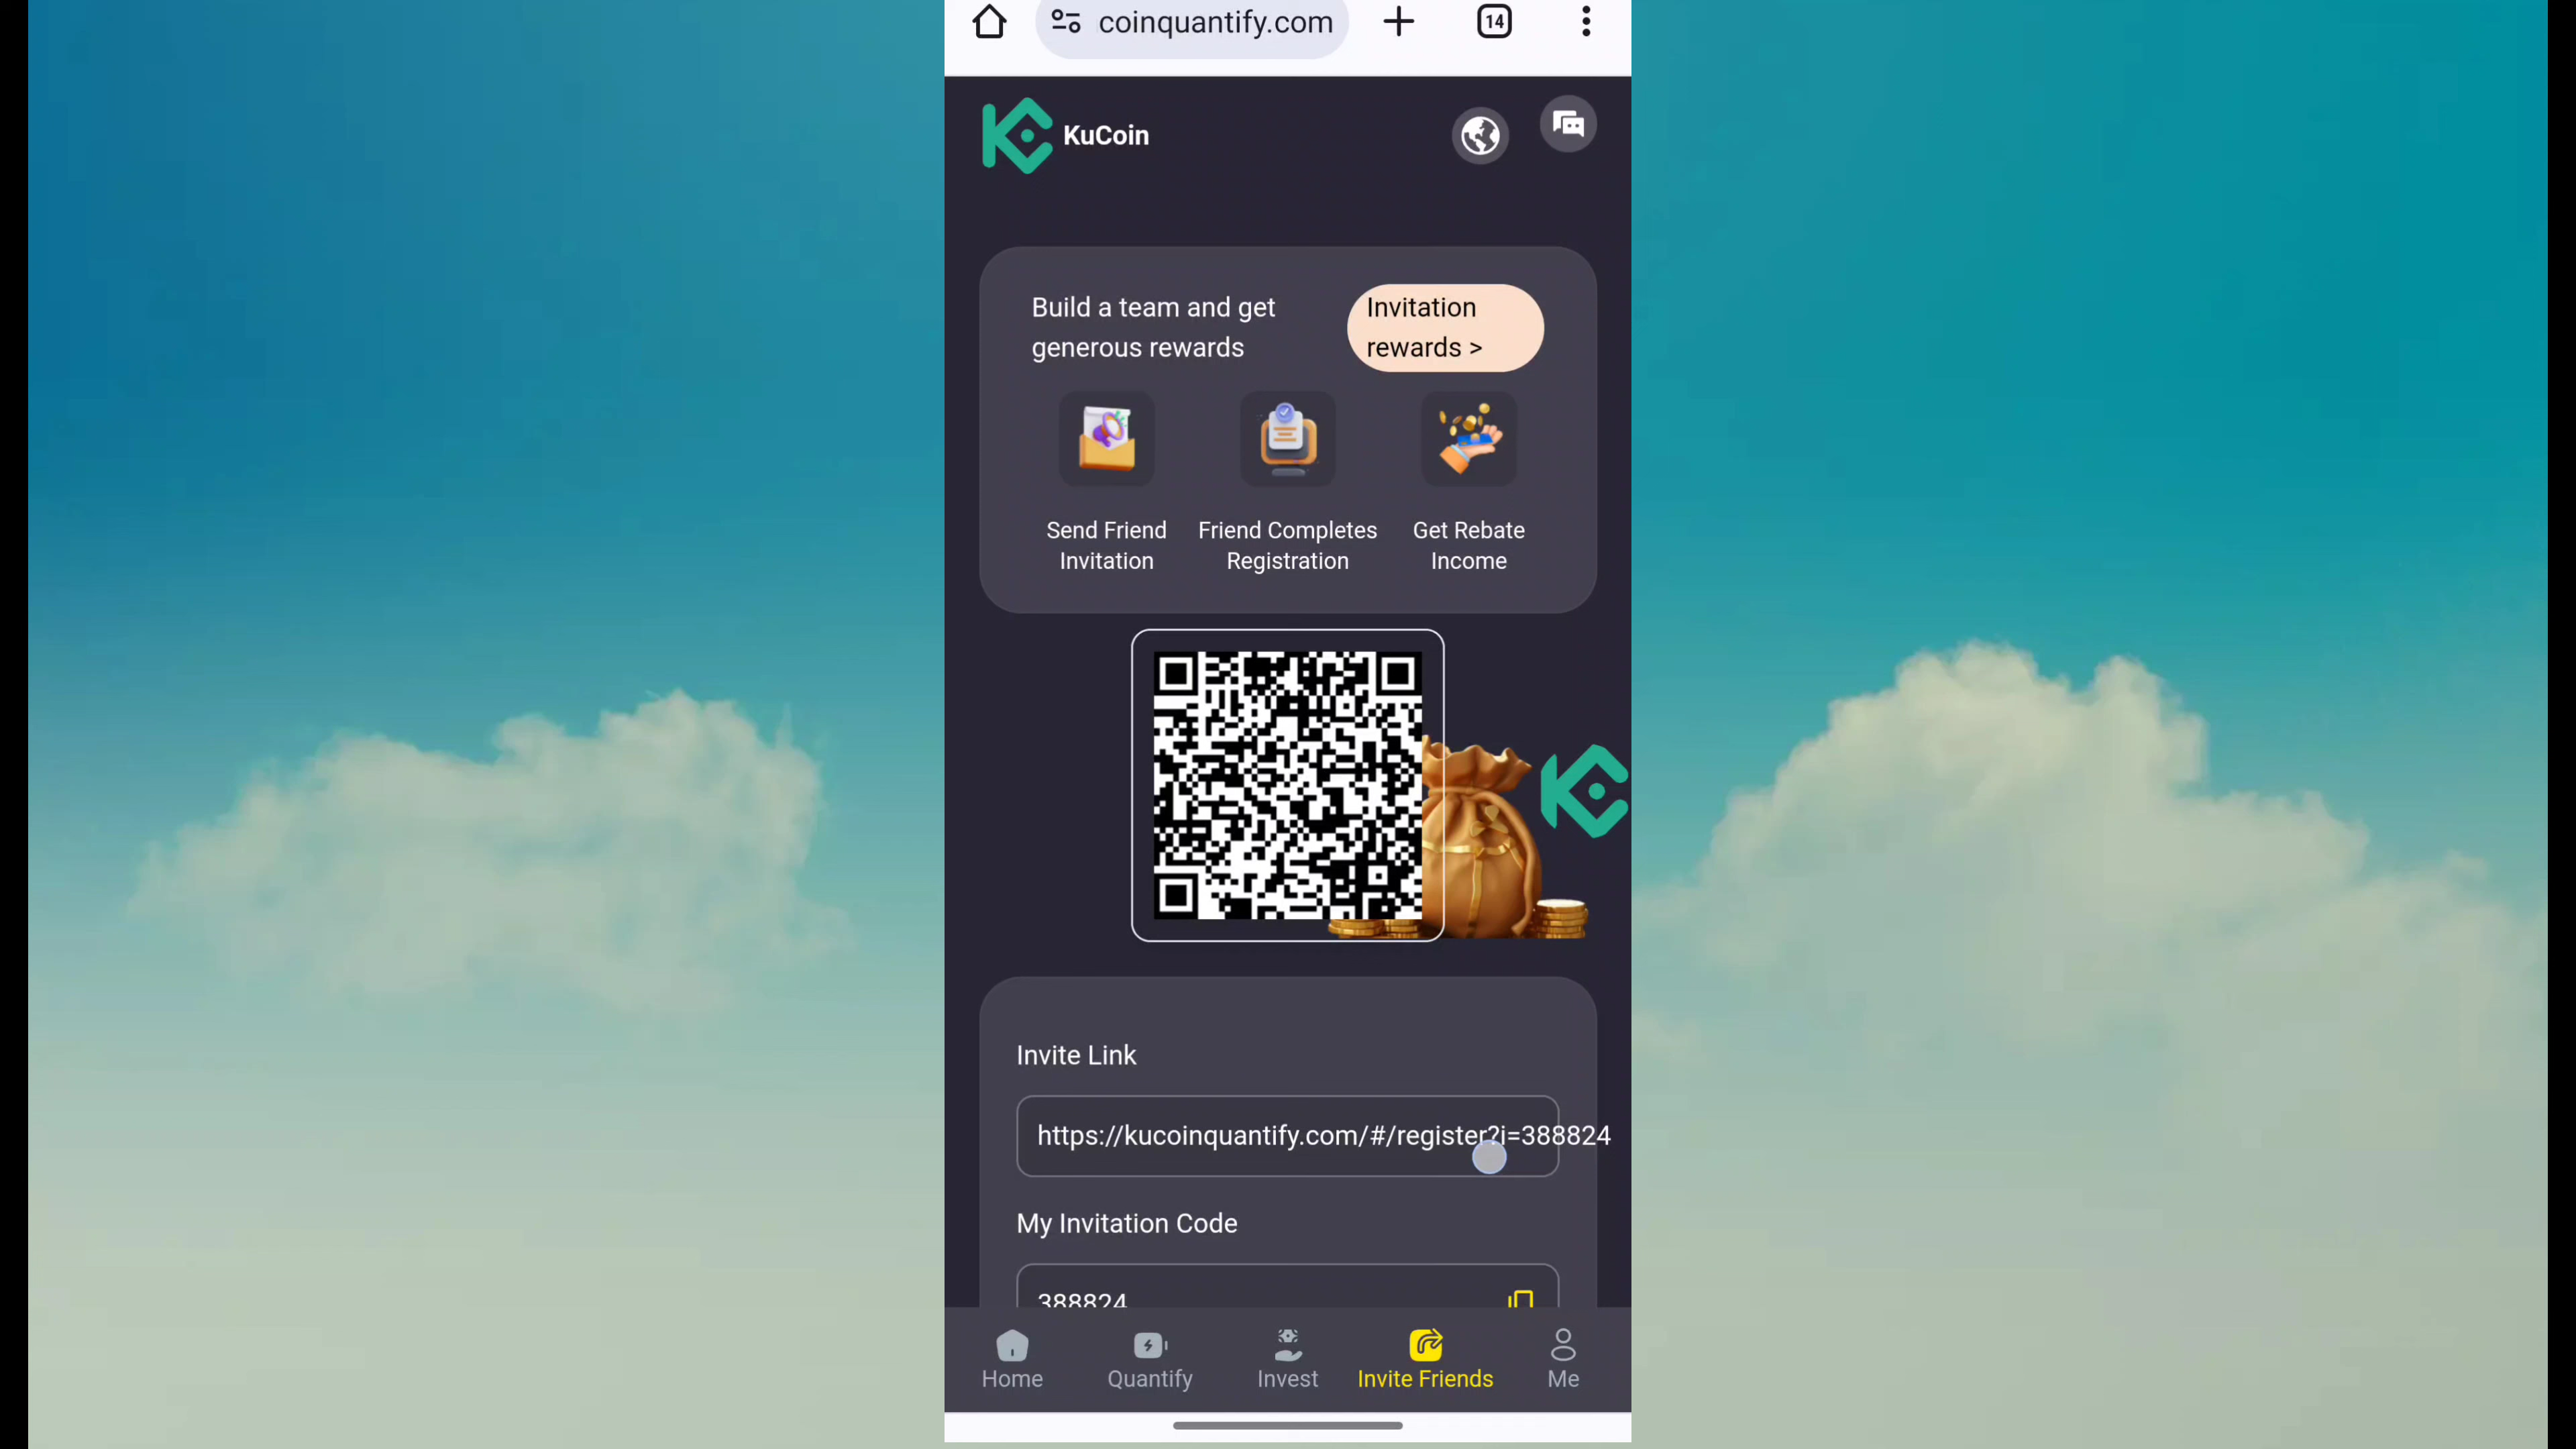 coinquantify.com
14
KuCoin
Build a team and get
generous rewards
Invitation
rewards >
Send Friend
Invitation
Friend Completes
Registration
Get Rebate
Income
Invite Link
https://kucoinquantify.com/#/register?i=388824
My Invitation Code
388824
Home
Quantify
Invest
Invite Friends
Me